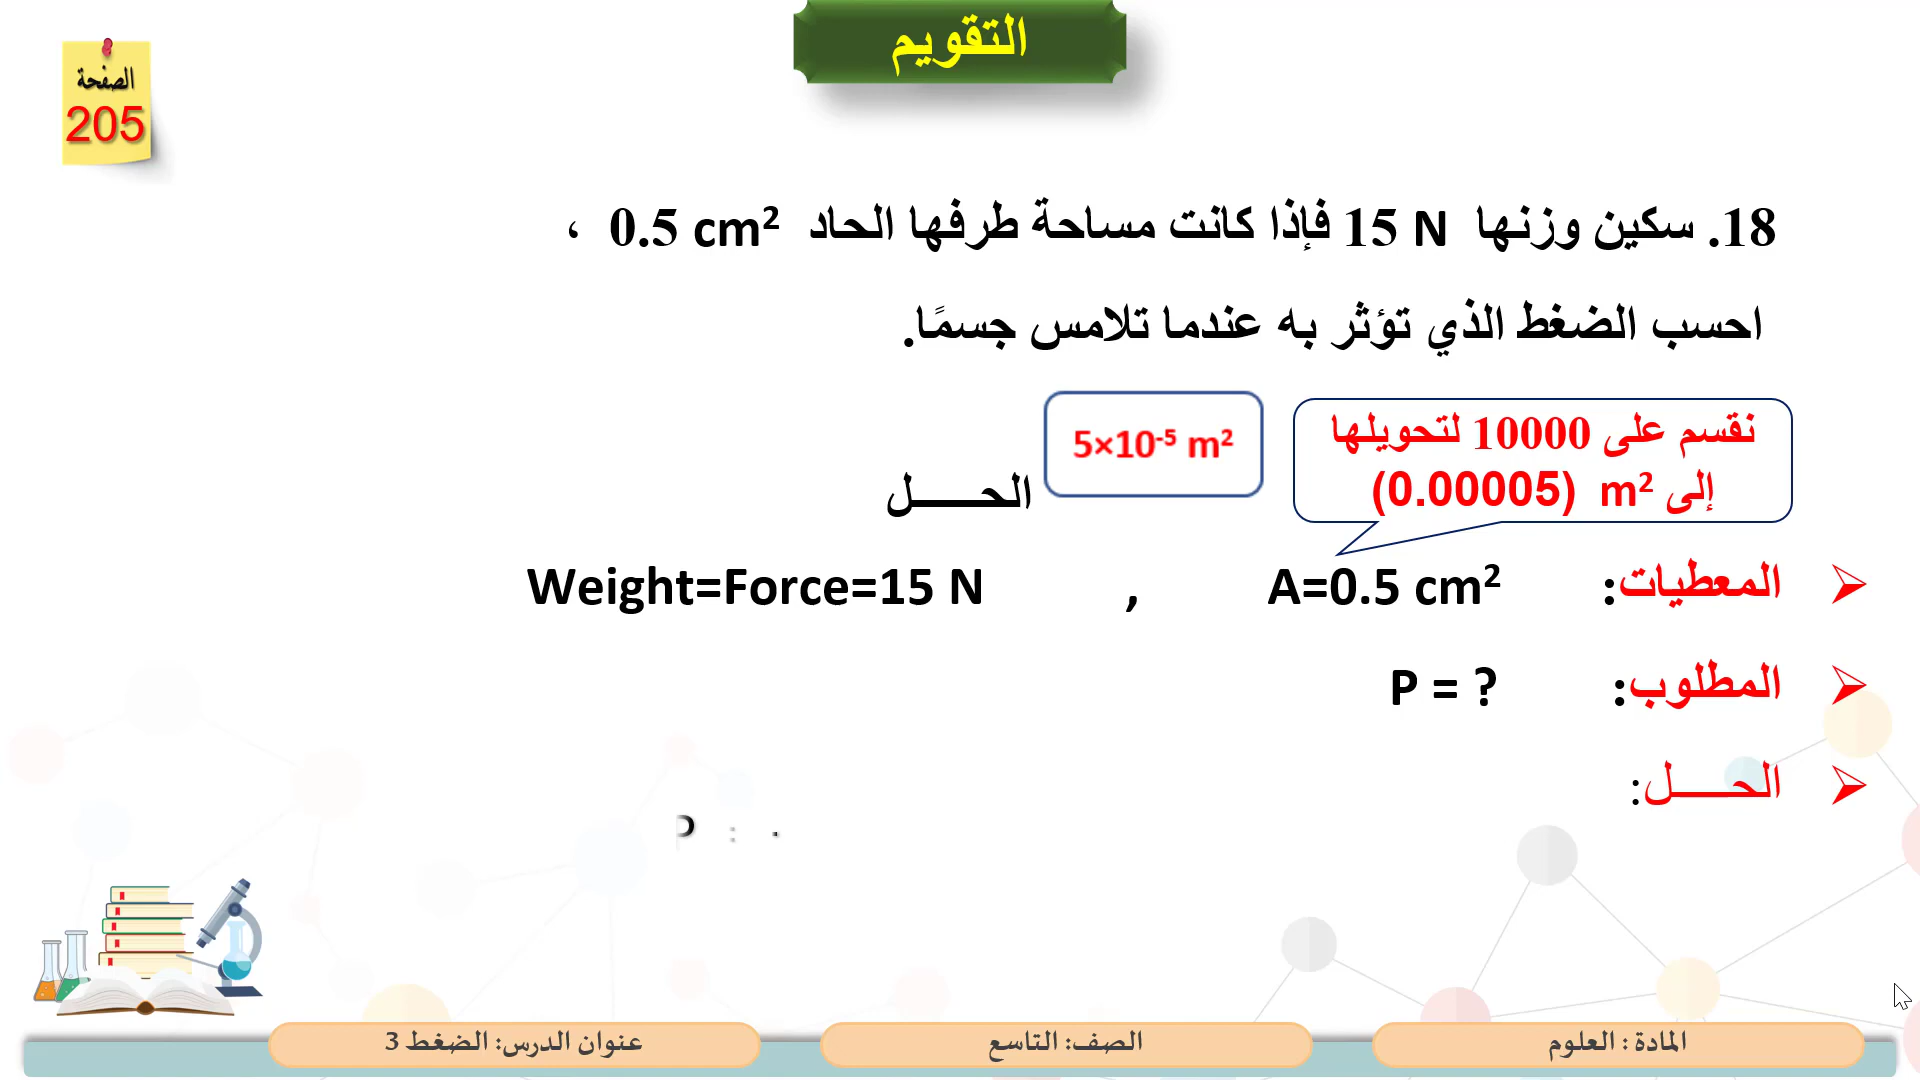 التقويم
الصفحة
205
18. سكين وزنها 15 N فإذا كانت مساحة طرفها الحاد 0.5 cm² ،
احسب الضغط الذي تؤثر به عندما تلامس جسمًا.
نقسم على 10000 لتحويلها
إلى m² (0.00005)
5×10⁻⁵ m²
الحـــــــل
المعطيات: A=0.5 cm² , Weight=Force=15 N
المطلوب: P = ?
الحـــــــل:
المادة : العلوم
الصف: التاسع
عنوان الدرس: الضغط 3